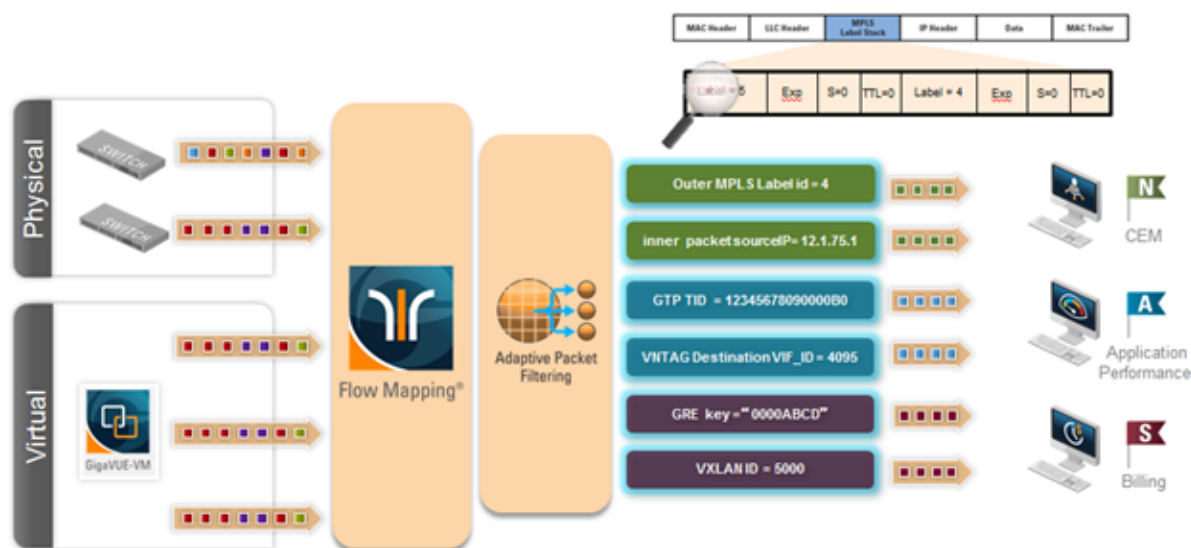 MAC Header
LLC Header
MPLS
Label Stack
IP Header
Data
MAC Trailer
Label = 5
Exp
S=0
TTL=0
Label = 4
Exp
S=0
TTL=0
Physical
SWITCH
SWITCH
Virtual
GigaVUE-VM
Flow Mapping®
Adaptive Packet
Filtering
Outer MPLS Label id = 4
inner packet sourceIP= 12.1.75.1
GTP TID = 12345678090000B0
VNTAG Destination VIF_ID = 4095
GRE key = “0000ABCD”
VXLAN ID = 5000
N
CEM
A
Application
Performance
S
Billing